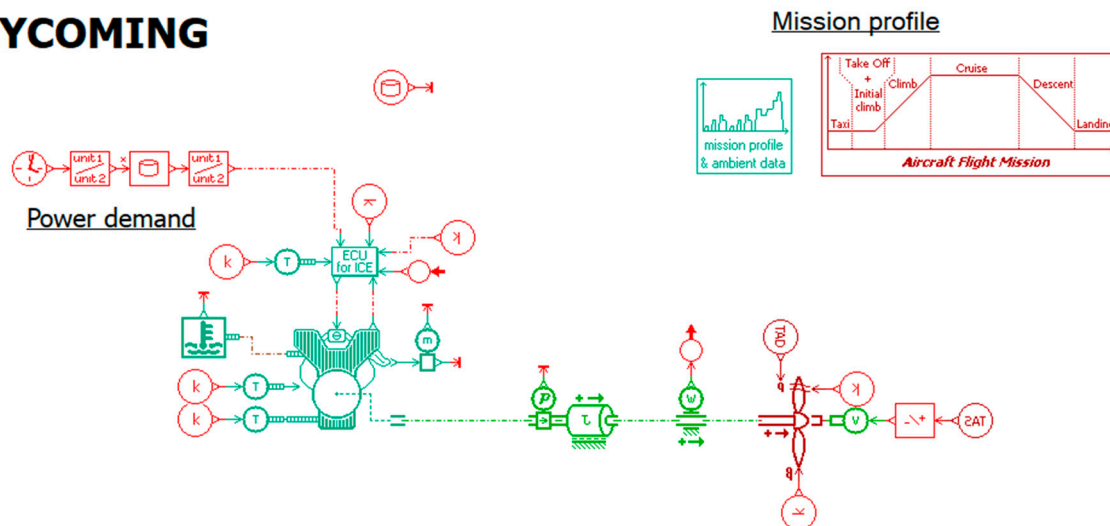 YCOMING
Mission profile
Take Off
+
Initial
climb
Climb
Cruise
Descent
Taxi
Landing
Aircraft Flight Mission
mission profile
& ambient data
unit1
unit2
x
unit1
unit2
Power demand
k
k
k
T
ECU
for ICE
m
k
T
k
T
P
τ
+
W
+
TAD
p
k
V
-/+
TAS
+
β
k